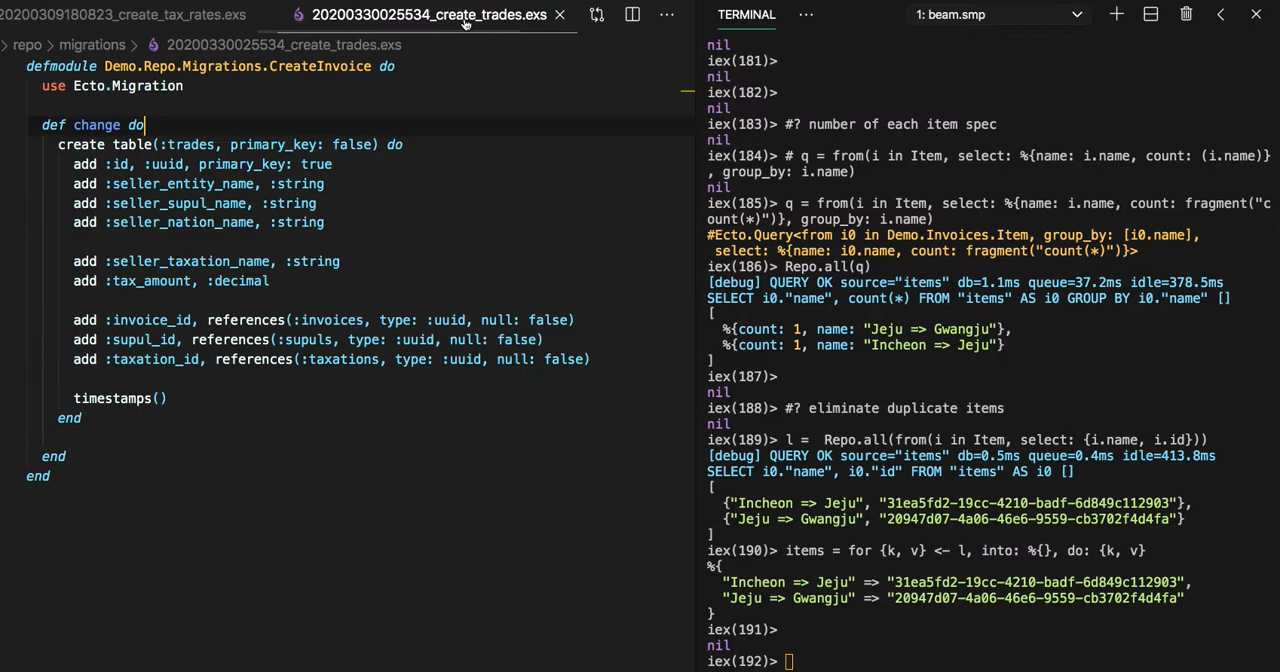 20200309180823_create_tax_rates.exs
20200330025534_create_trades.exs
repo > migrations > 20200330025534_create_trades.exs
defmodule Demo.Repo.Migrations.CreateInvoice do
use Ecto.Migration
def change do
create table(:trades, primary_key: false) do
add :id, :uuid, primary_key: true
add :seller_entity_name, :string
add :seller_supul_name, :string
add :seller_nation_name, :string
add :seller_taxation_name, :string
add :tax_amount, :decimal
add :invoice_id, references(:invoices, type: :uuid, null: false)
add :supul_id, references(:supuls, type: :uuid, null: false)
add :taxation_id, references(:taxations, type: :uuid, null: false)
timestamps()
end
end
end
TERMINAL
1: beam.smp
nil
iex(181)>
nil
iex(182)>
nil
iex(183)> #? number of each item spec
nil
iex(184)> # q = from(i in Item, select: %{name: i.name, count: (i.name)}
, group_by: i.name)
nil
iex(185)> q = from(i in Item, select: %{name: i.name, count: fragment("c
ount(*)")}, group_by: i.name)
#Ecto.Query<from i0 in Demo.Invoices.Item, group_by: [i0.name],
select: %{name: i0.name, count: fragment("count(*)")}>
iex(186)> Repo.all(q)
[debug] QUERY OK source="items" db=1.1ms queue=37.2ms idle=378.5ms
SELECT i0."name", count(*) FROM "items" AS i0 GROUP BY i0."name" []
[
%{count: 1, name: "Jeju => Gwangju"},
%{count: 1, name: "Incheon => Jeju"}
]
iex(187)>
nil
iex(188)> #? eliminate duplicate items
nil
iex(189)> l =  Repo.all(from(i in Item, select: {i.name, i.id}))
[debug] QUERY OK source="items" db=0.5ms queue=0.4ms idle=413.8ms
SELECT i0."name", i0."id" FROM "items" AS i0 []
[
{"Incheon => Jeju", "31ea5fd2-19cc-4210-badf-6d849c112903"},
{"Jeju => Gwangju", "20947d07-4a06-46e6-9559-cb3702f4d4fa"}
]
iex(190)> items = for {k, v} <- l, into: %{}, do: {k, v}
%{
"Incheon => Jeju" => "31ea5fd2-19cc-4210-badf-6d849c112903",
"Jeju => Gwangju" => "20947d07-4a06-46e6-9559-cb3702f4d4fa"
}
iex(191)>
nil
iex(192)>